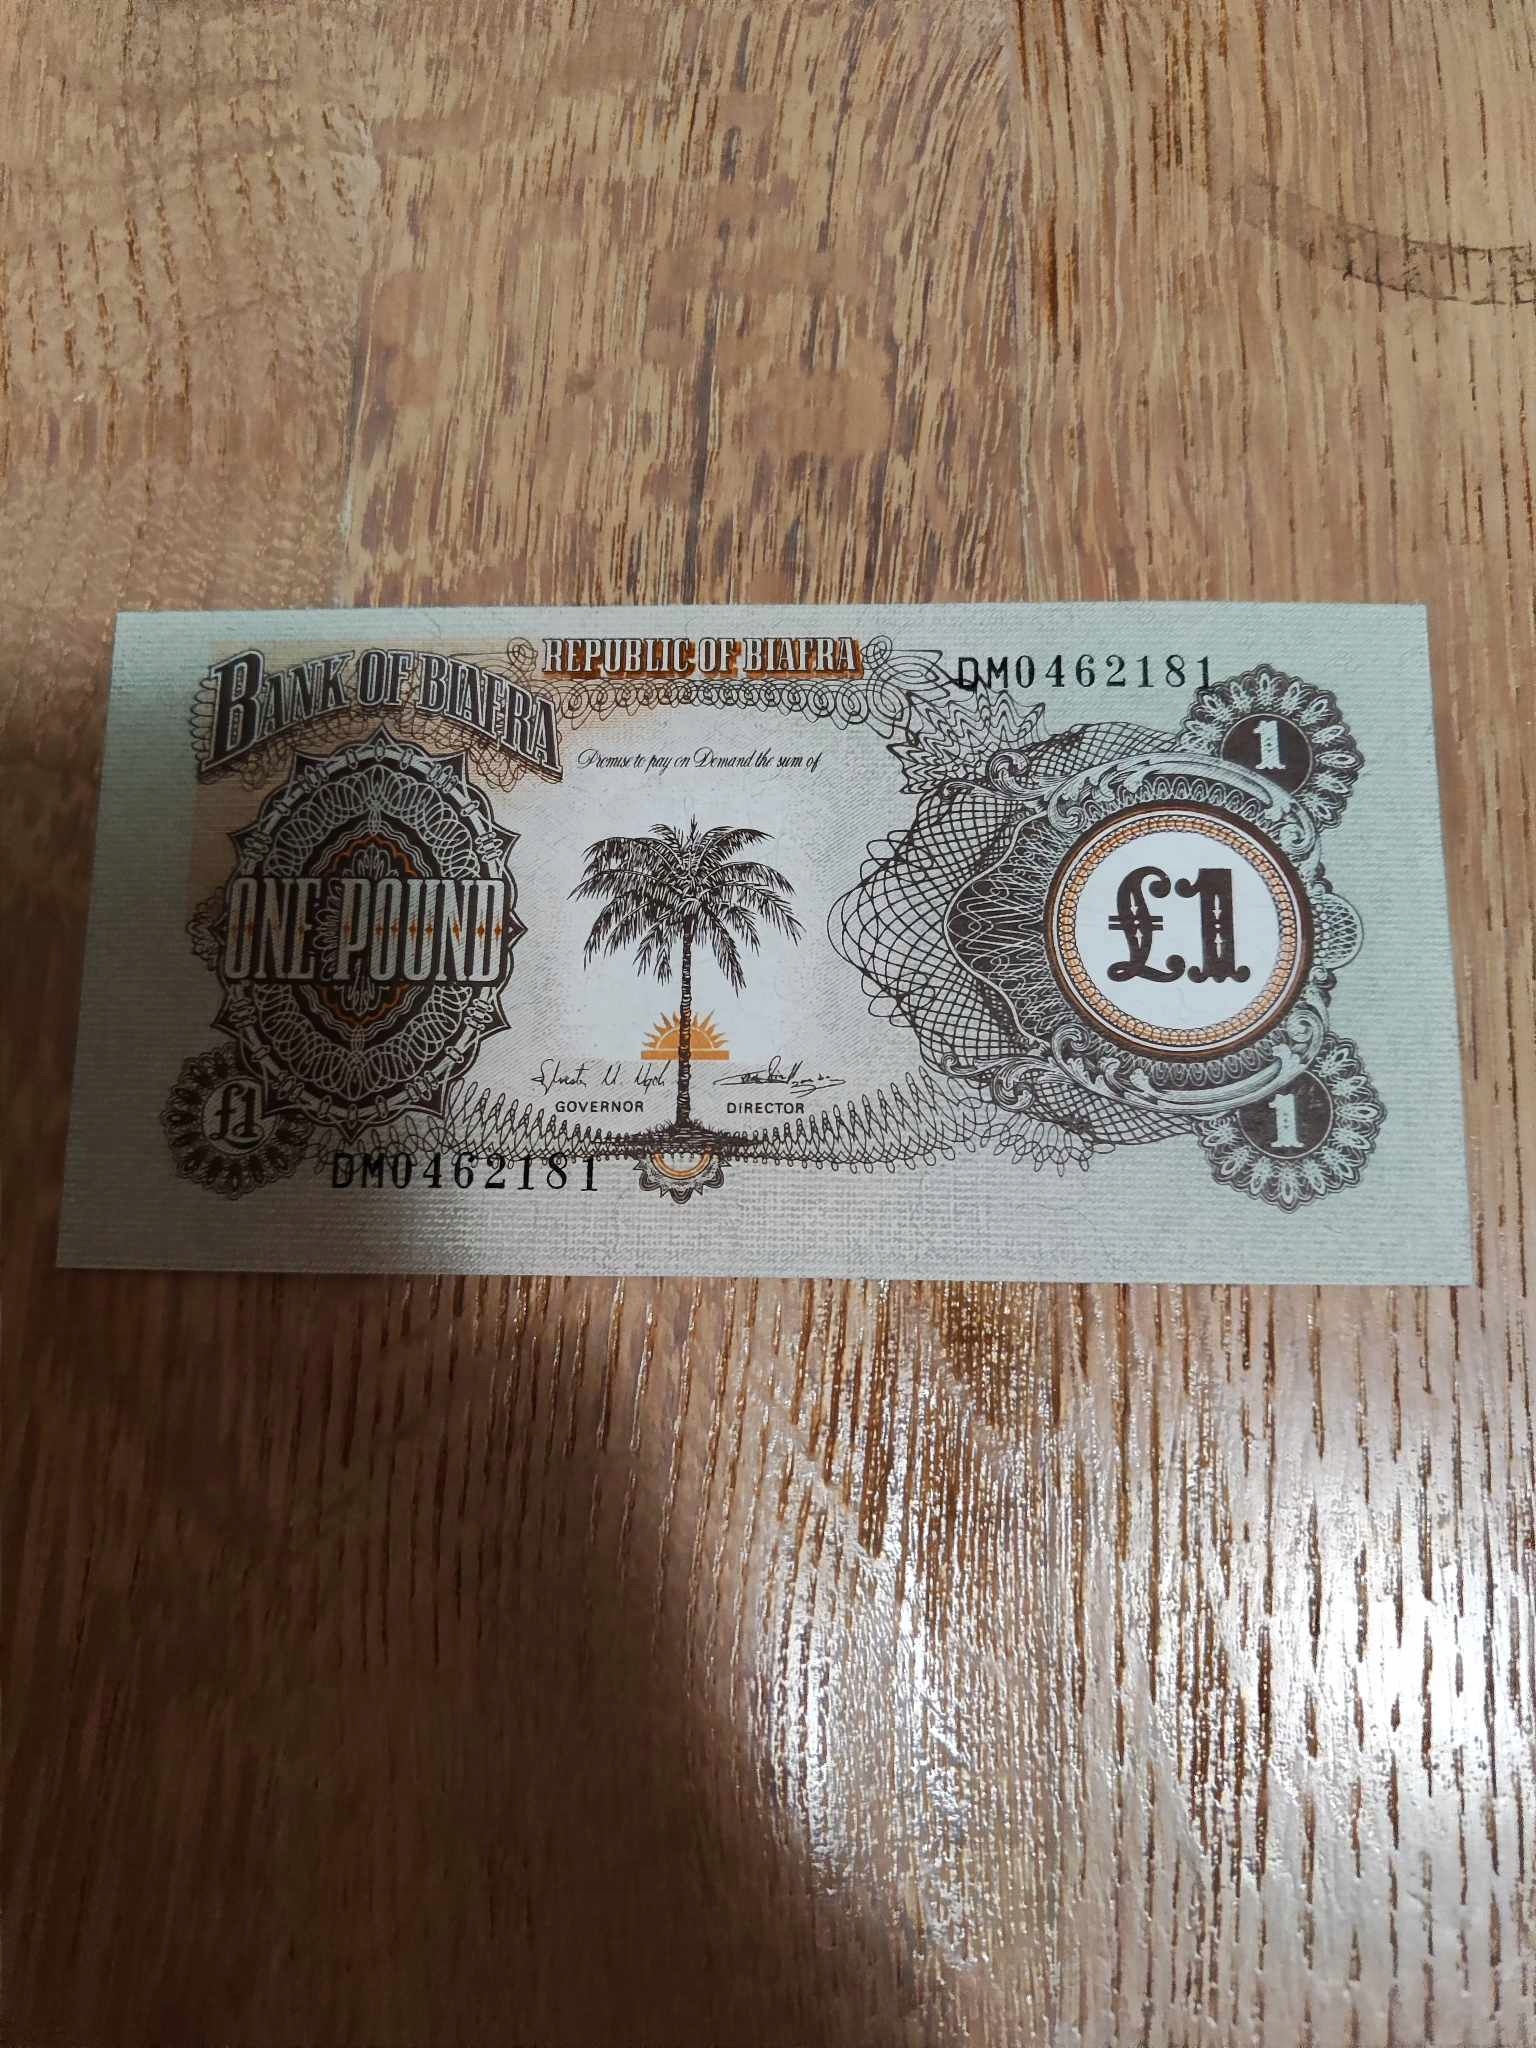 REPUBLIC OF BIAFRA
BANK OF BIAFRA
DM0462181
1
Promise to pay on Demand the sum of
ONE POUND
£1
GOVERNOR
DIRECTOR
£1
1
DM0462181